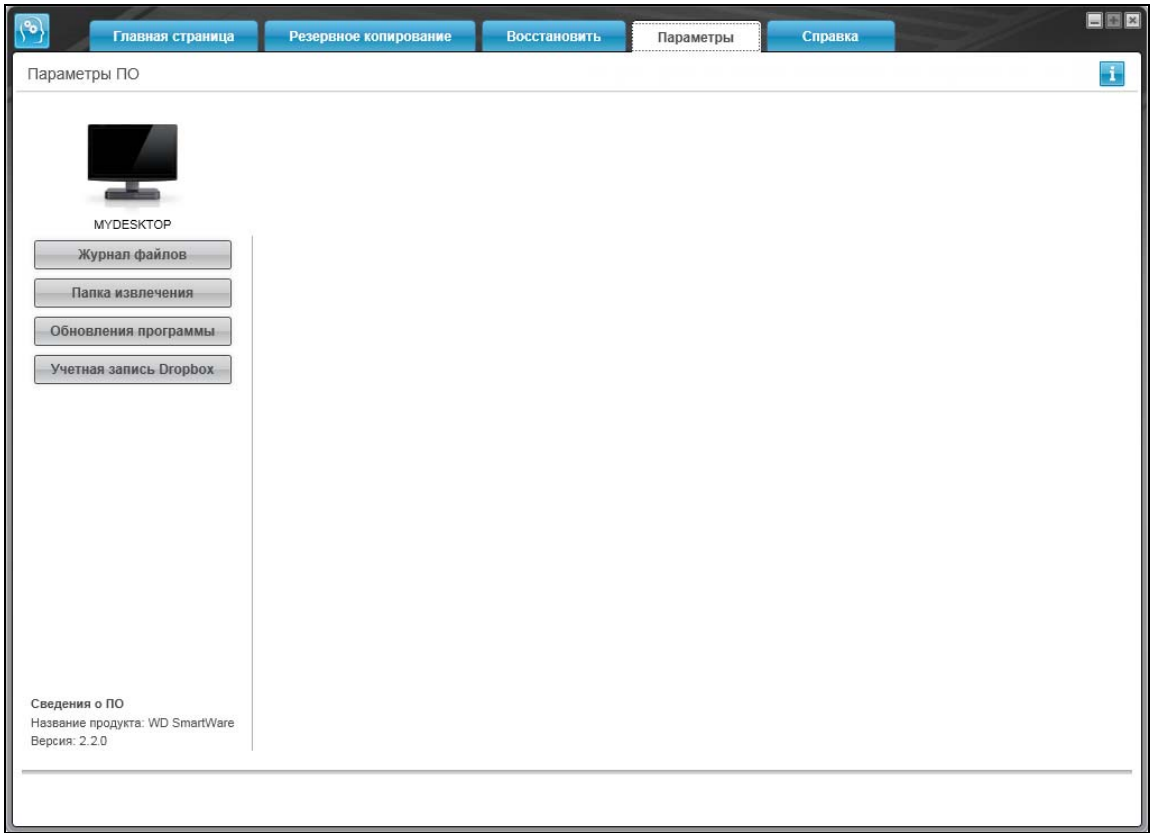 Главная страница
Резервное копирование
Восстановить
Параметры
Справка
Параметры ПО
i
MYDESKTOP
Журнал файлов
Папка извлечения
Обновления программы
Учетная запись Dropbox
Сведения о ПО
Название продукта: WD SmartWare
Версия: 2.2.0